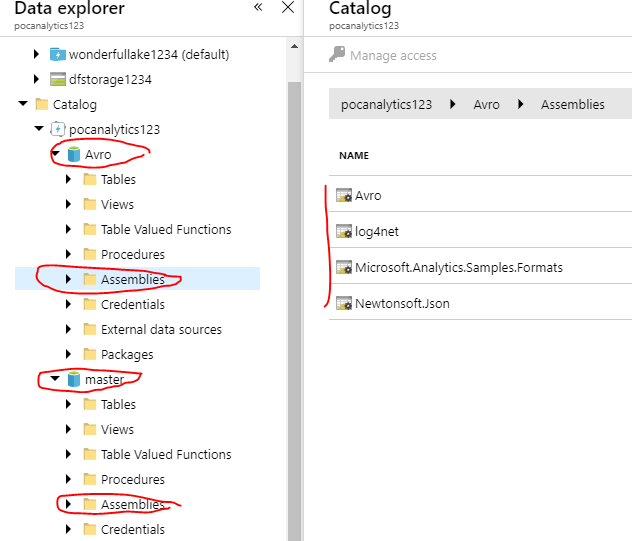 Data explorer
pocanalytics123
wonderfullake1234 (default)
dfstorage1234
Catalog
pocanalytics123
Avro
Tables
Views
Table Valued Functions
Procedures
Assemblies
Credentials
External data sources
Packages
master
Tables
Views
Table Valued Functions
Procedures
Assemblies
Credentials
Catalog
pocanalytics123
Manage access
pocanalytics123 Avro Assemblies
NAME
Avro
log4net
Microsoft.Analytics.Samples.Formats
Newtonsoft.Json